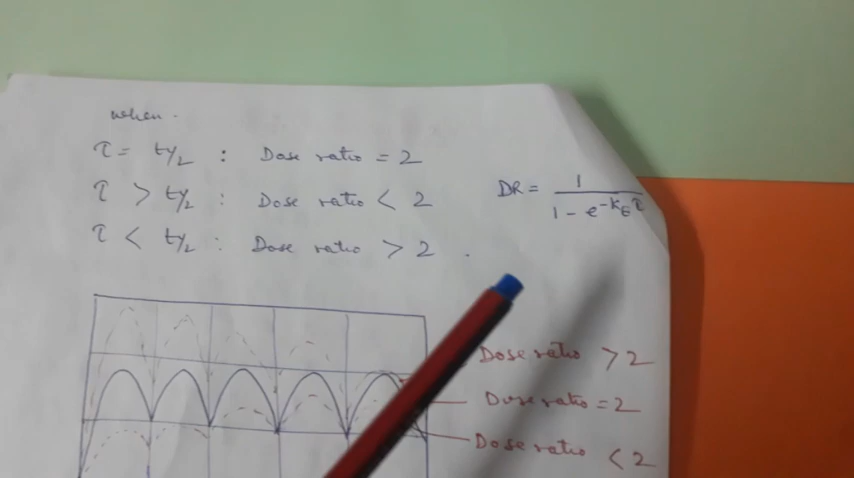 when.
τ = t½ : Dose ratio = 2
τ > t½ : Dose ratio < 2
τ < t½ : Dose ratio > 2 .
DR = 1 / 1 - e^-K_E τ
Dose ratio > 2
Dose ratio = 2
Dose ratio < 2